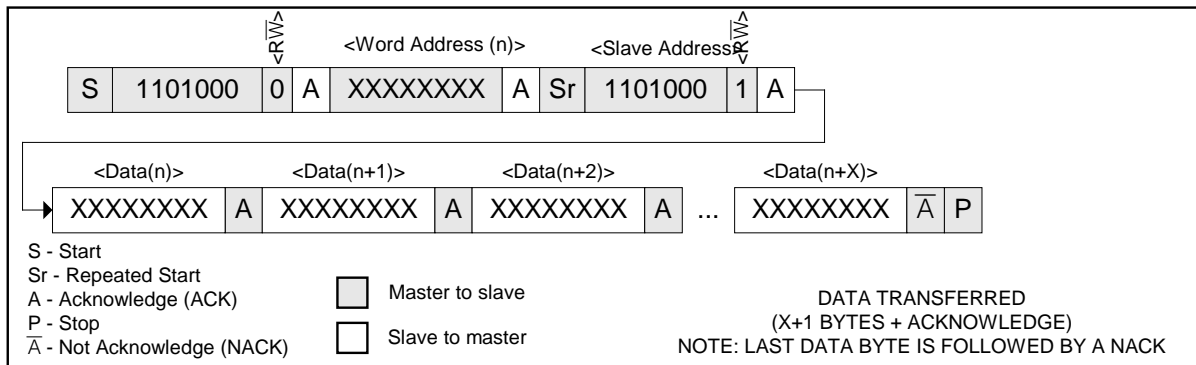 <RW̅> <Word Address (n)> <Slave Address> <RW̅>
S 1101000 0 A XXXXXXXX A Sr 1101000 1 A
<Data(n)> <Data(n+1)> <Data(n+2)> <Data(n+X)>
XXXXXXXX A XXXXXXXX A XXXXXXXX A ... XXXXXXXX A̅ P
S - Start
Sr - Repeated Start
A - Acknowledge (ACK)
P - Stop
A̅ - Not Acknowledge (NACK)
Master to slave
Slave to master
DATA TRANSFERRED
(X+1 BYTES + ACKNOWLEDGE)
NOTE: LAST DATA BYTE IS FOLLOWED BY A NACK